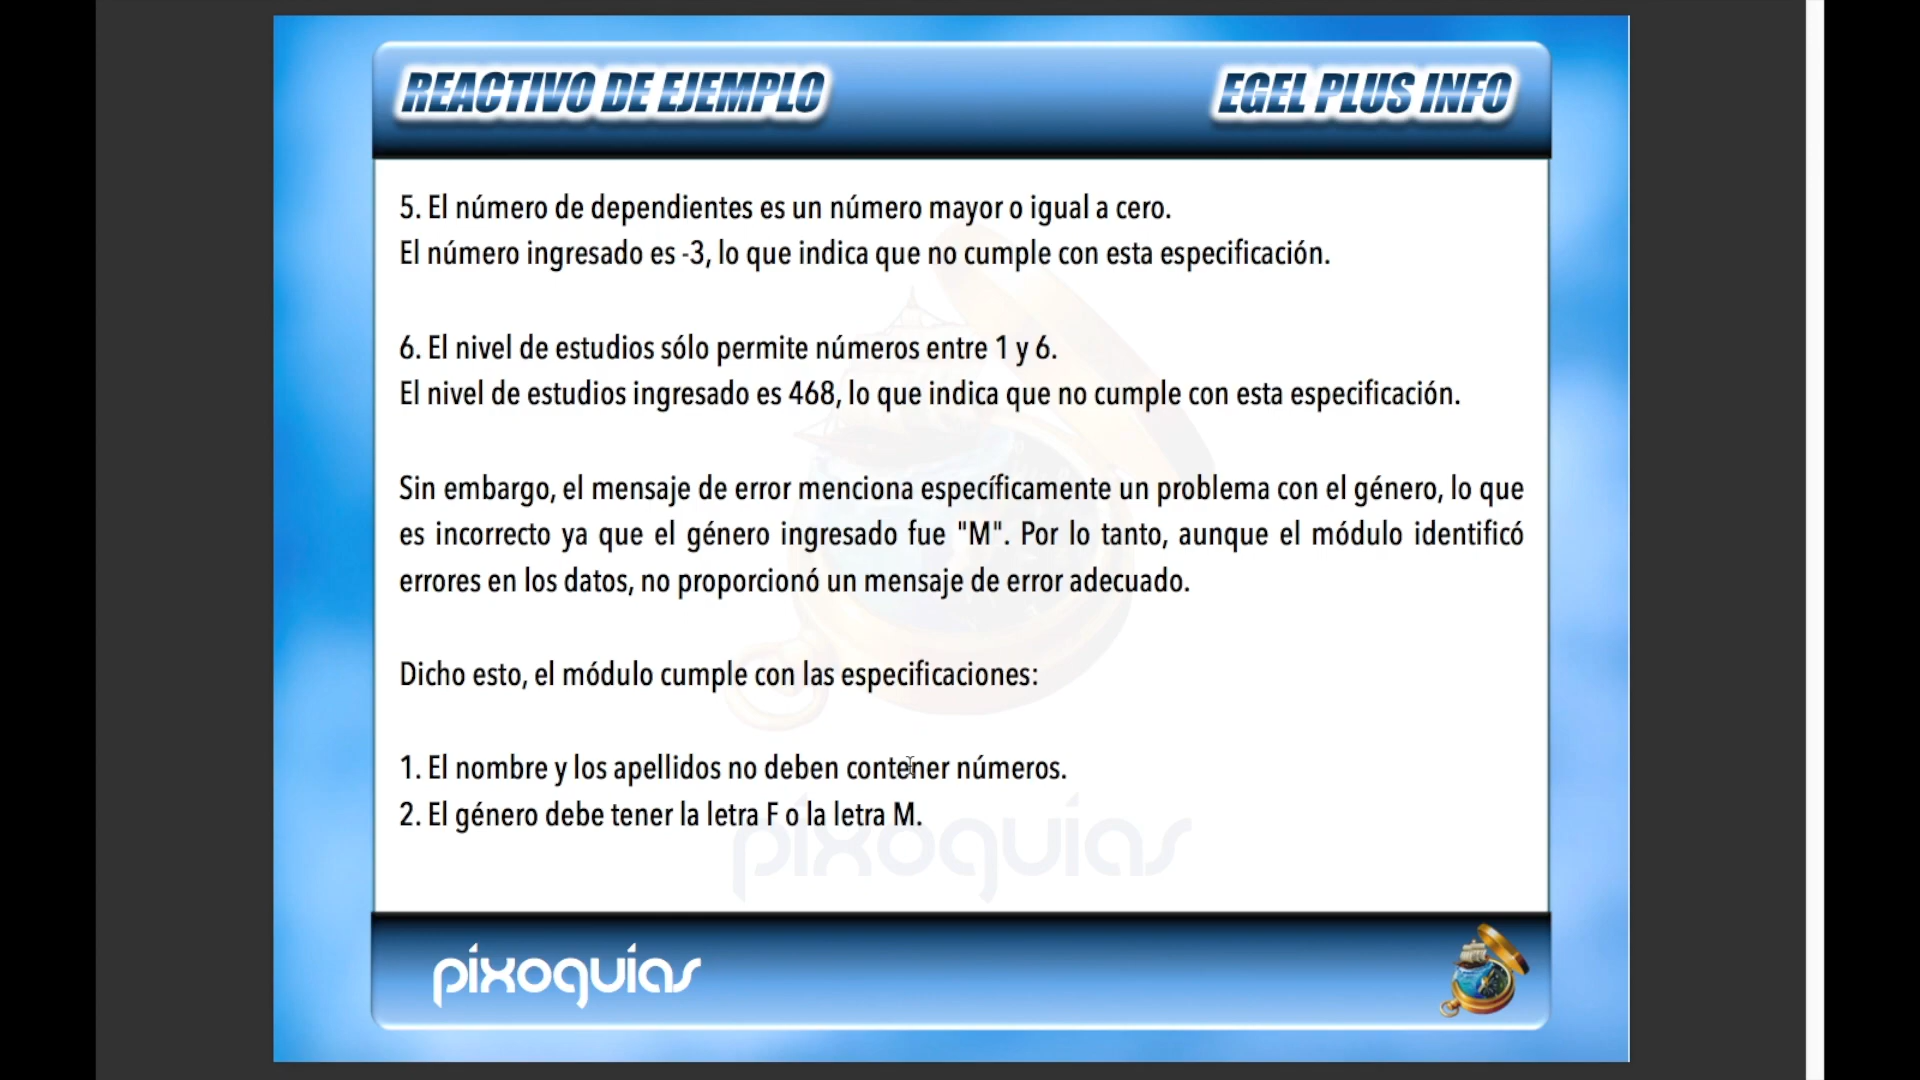 REACTIVO DE EJEMPLO
EGEL PLUS INFO
5. El número de dependientes es un número mayor o igual a cero.
El número ingresado es -3, lo que indica que no cumple con esta especificación.
6. El nivel de estudios sólo permite números entre 1 y 6.
El nivel de estudios ingresado es 468, lo que indica que no cumple con esta especificación.
Sin embargo, el mensaje de error menciona específicamente un problema con el género, lo que
es incorrecto ya que el género ingresado fue "M". Por lo tanto, aunque el módulo identificó
errores en los datos, no proporcionó un mensaje de error adecuado.
Dicho esto, el módulo cumple con las especificaciones:
1. El nombre y los apellidos no deben contener números.
2. El género debe tener la letra F o la letra M.
pixoguías
pixoguías